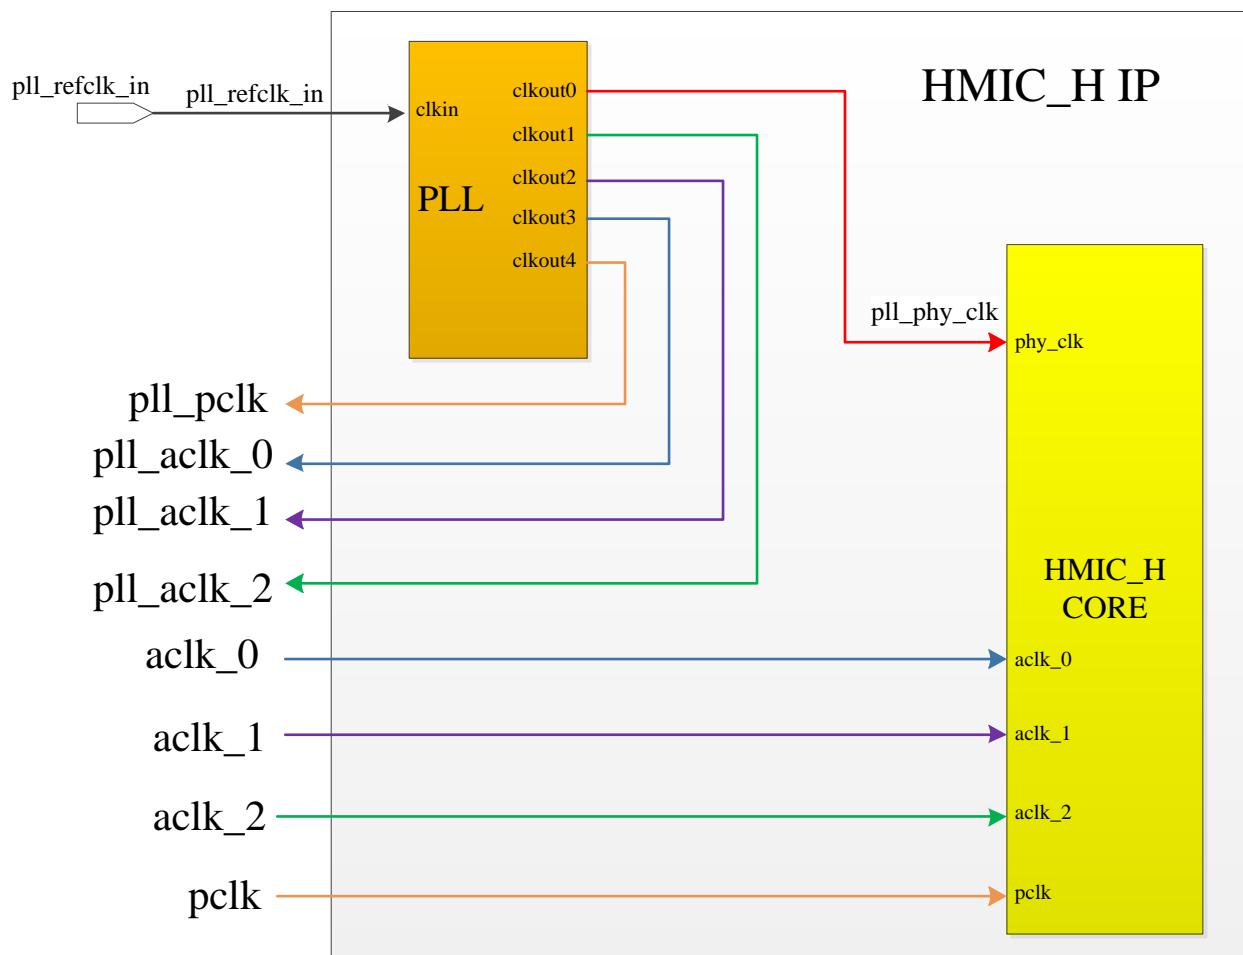 pll_refclk_in
pll_refclk_in
clkin
PLL
clkout0
clkout1
clkout2
clkout3
clkout4
HMIC_H IP
pll_phy_clk
phy_clk
pll_pclk
pll_aclk_0
pll_aclk_1
pll_aclk_2
HMIC_H
CORE
aclk_0
aclk_0
aclk_1
aclk_1
aclk_2
aclk_2
pclk
pclk